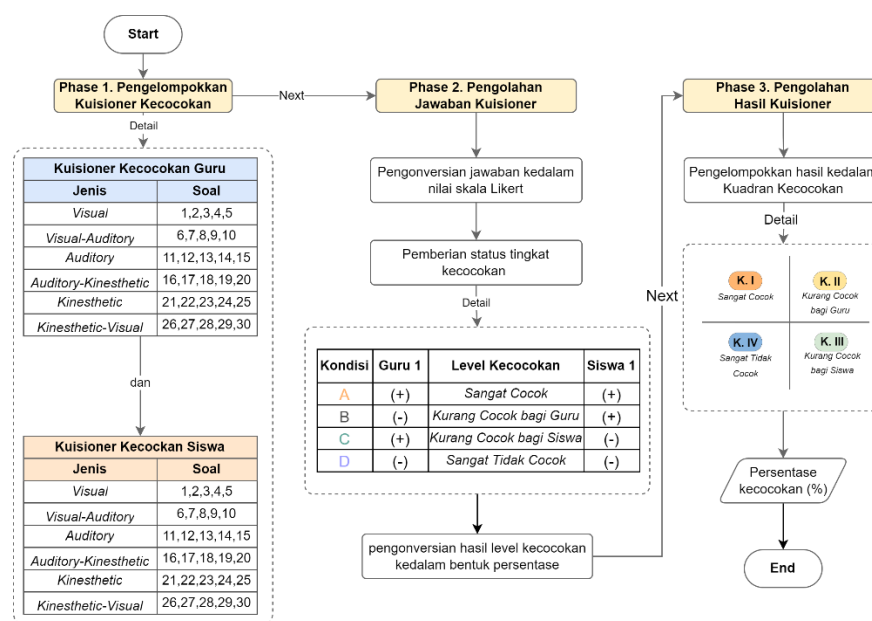 Start
Phase 1. Pengelompokkan
Kuisioner Kecocokan
Next
Detail
Kuisioner Kecocokan Guru
Jenis Soal
Visual 1,2,3,4,5
Visual-Auditory 6,7,8,9,10
Auditory 11,12,13,14,15
Auditory-Kinesthetic 16,17,18,19,20
Kinesthetic 21,22,23,24,25
Kinesthetic-Visual 26,27,28,29,30
dan
Kuisioner Kecockan Siswa
Jenis Soal
Visual 1,2,3,4,5
Visual-Auditory 6,7,8,9,10
Auditory 11,12,13,14,15
Auditory-Kinesthetic 16,17,18,19,20
Kinesthetic 21,22,23,24,25
Kinesthetic-Visual 26,27,28,29,30
Phase 2. Pengolahan
Jawaban Kuisioner
Pengonversian jawaban kedalam
nilai skala Likert
Pemberian status tingkat
kecocokan
Detail
Kondisi Guru 1 Level Kecocokan Siswa 1
A (+) Sangat Cocok (+)
B (-) Kurang Cocok bagi Guru (+)
C (+) Kurang Cocok bagi Siswa (-)
D (-) Sangat Tidak Cocok (-)
pengonversian hasil level kecocokan
kedalam bentuk persentase
Next
Phase 3. Pengolahan
Hasil Kuisioner
Pengelompokkan hasil kedalam
Kuadran Kecocokan
Detail
K. I
Sangat Cocok
K. II
Kurang Cocok
bagi Guru
K. IV
Sangat Tidak
Cocok
K. III
Kurang Cocok
bagi Siswa
Persentase
kecocokan (%)
End